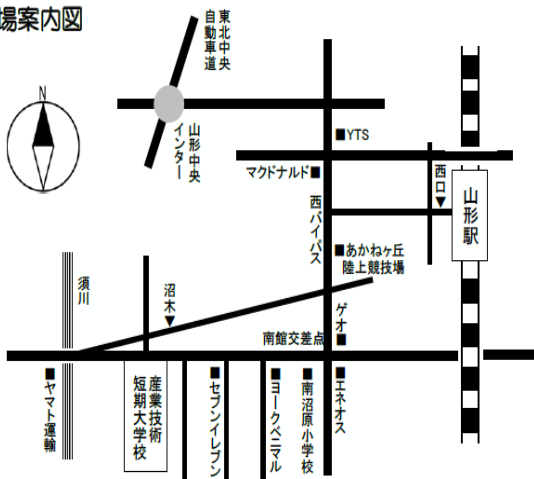 場案内図
東北中央
自動車道
N
山形中央
インター
■YTS
マクドナルド■
西口▼
山形駅
西バイパス
■あかねヶ丘
陸上競技場
須川
沼木▼
ゲオ■
南館交差点
■ヤマト運輸
産業技術
短期大学校
■セブンイレブン
■ヨークベニマル
■南沼原小学校
■エネオス